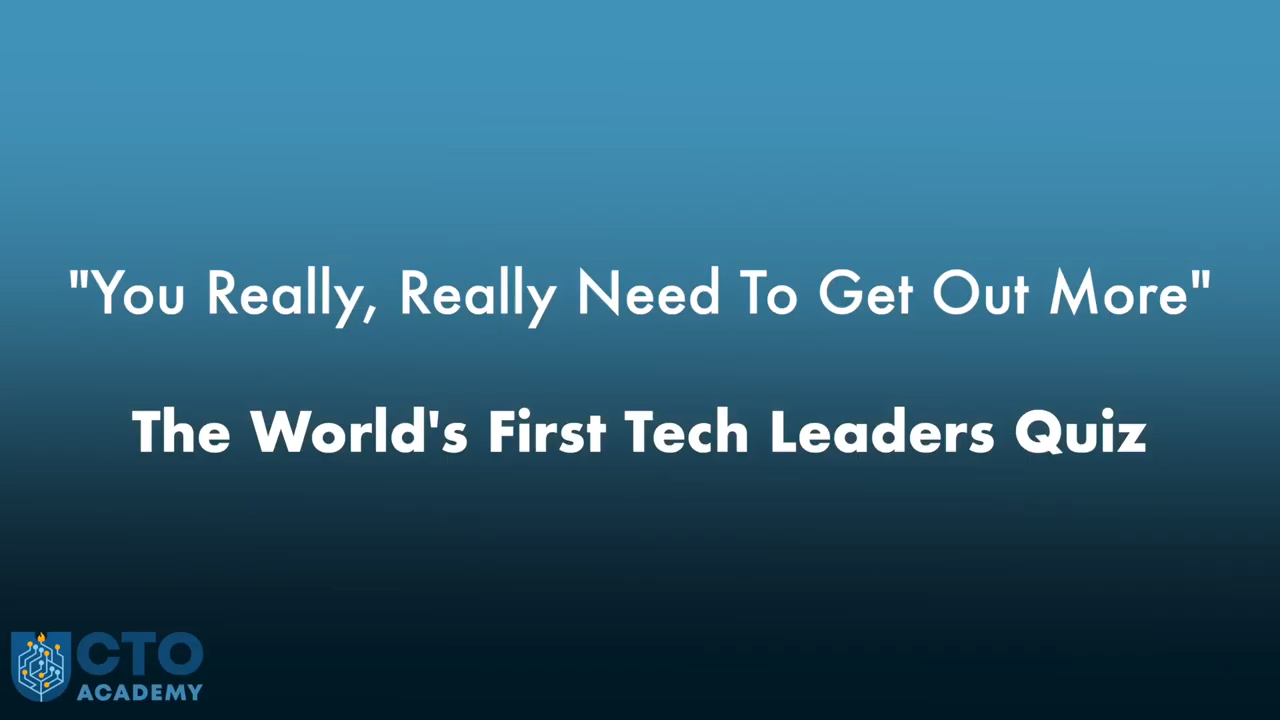 "You Really, Really Need To Get Out More"
The World's First Tech Leaders Quiz
CTO
ACADEMY